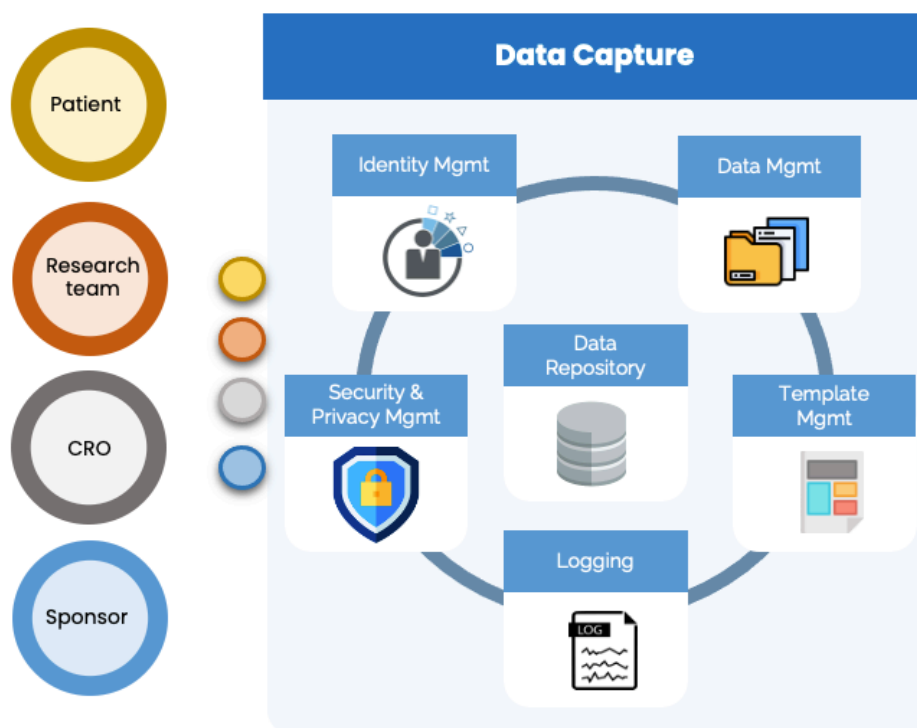 Data Capture
Patient
Research
team
CRO
Sponsor
Identity Mgmt
Data Mgmt
Data
Repository
Security &
Privacy Mgmt
Template
Mgmt
Logging
LOG